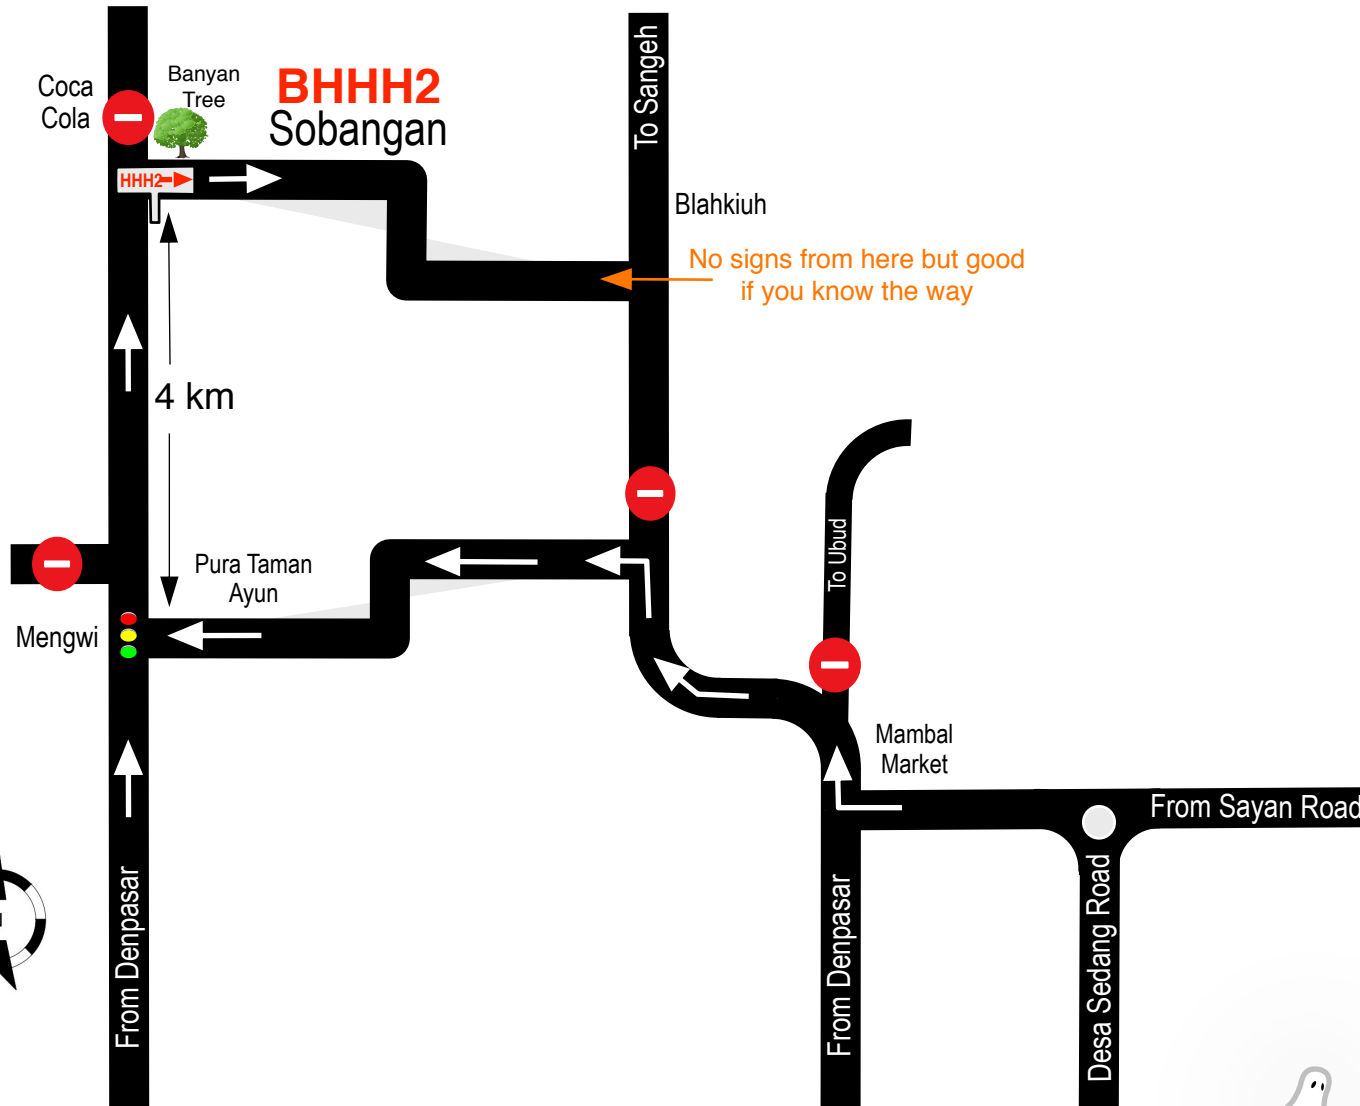 Coca
Cola
Banyan
Tree
BHHH2
Sobangan
To Sangeh
HHH2
Blahkiuh
No signs from here but good
if you know the way
4 km
Pura Taman
Ayun
To Ubud
Mengwi
Mambal
Market
From Sayan Road
From Denpasar
From Denpasar
Desa Sedang Road